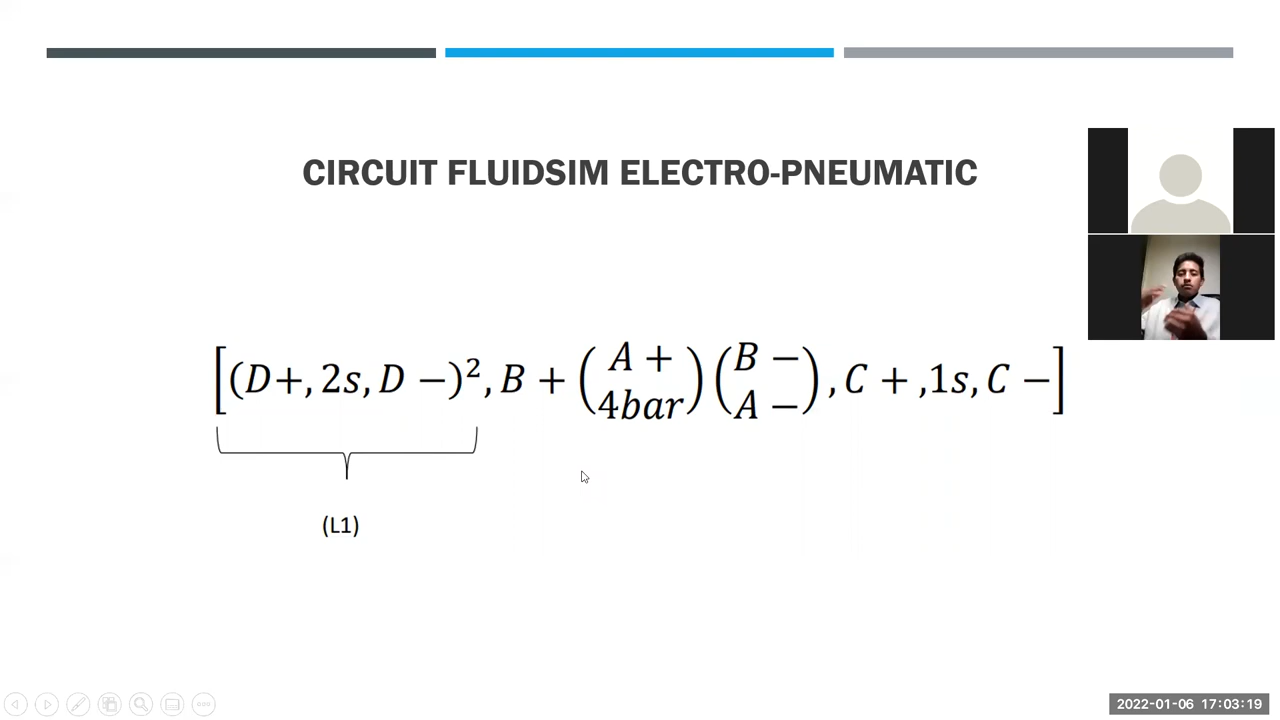 CIRCUIT FLUIDSIM ELECTRO-PNEUMATIC
[(D+, 2s, D −)², B + (A + / 4bar) (B − / A −), C + ,1s, C −]
(L1)
2022-01-06 17:03:19